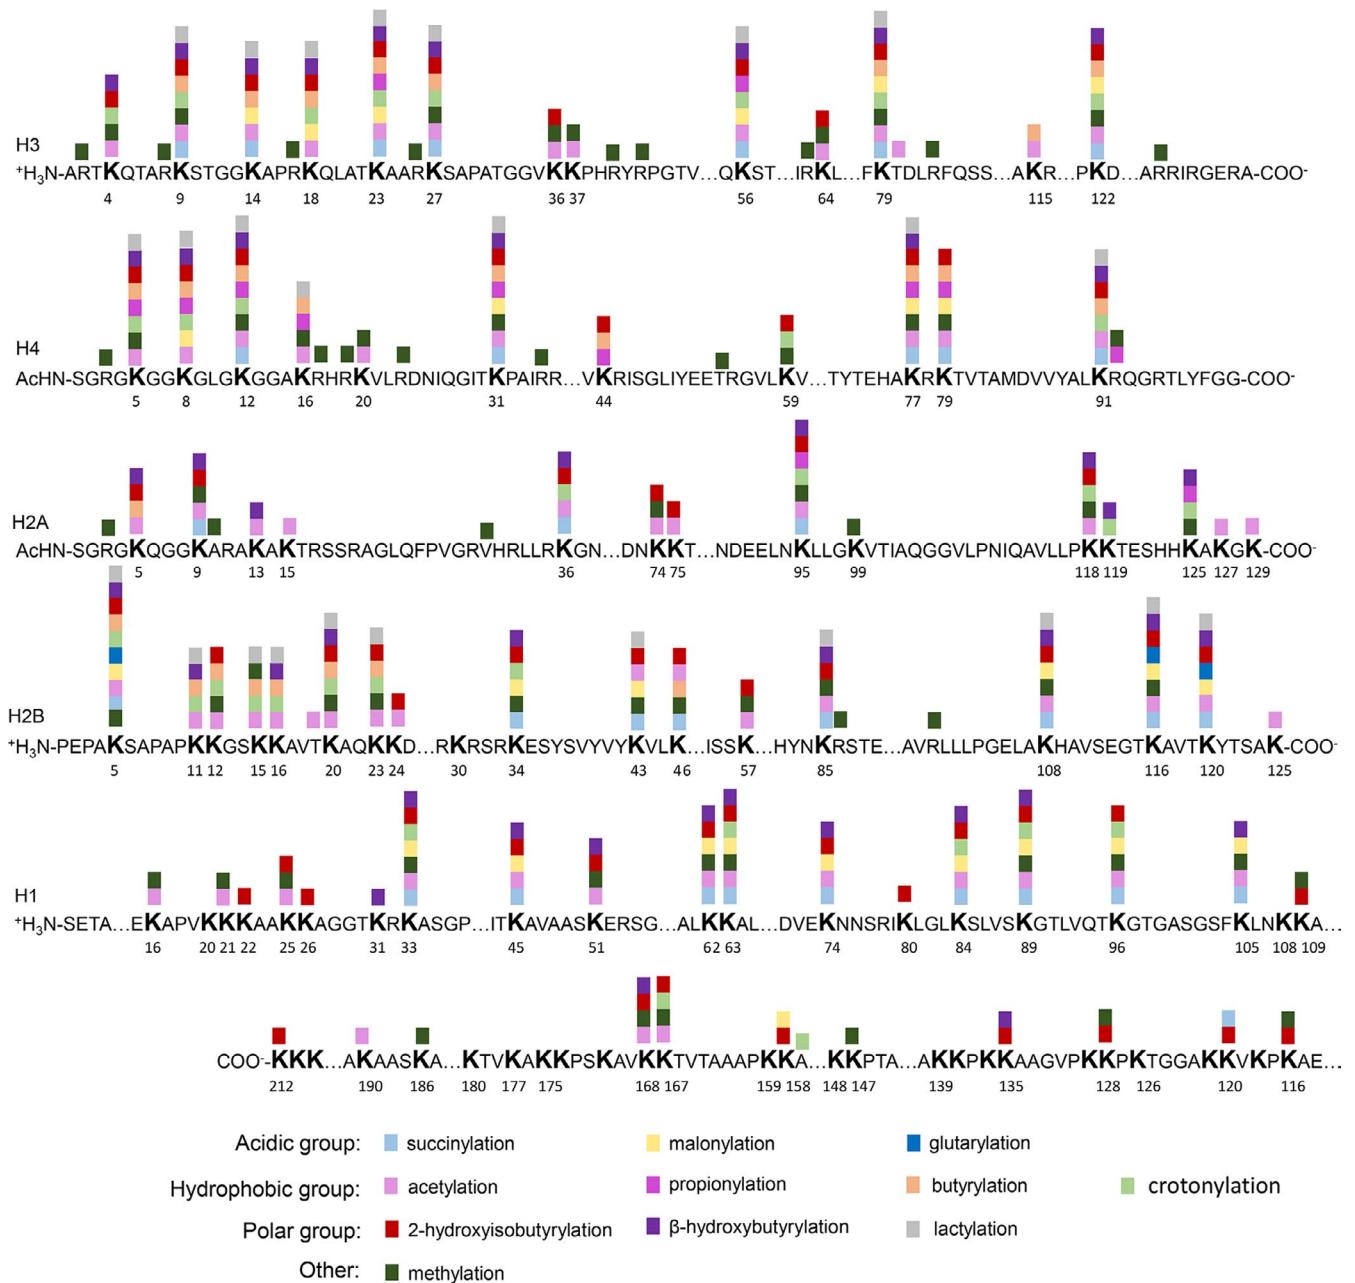 H3
⁺H₃N-ARTKQTARKSTGGKAPRKQLATKAARKSAPATGGVKKPHRYRPGTV...QKST...IRKL...FKTDLRFQSS...AKR...PKD...ARRIRGERA-COO⁻
4 9 14 18 23 27 36 37 56 64 79 115 122
H4
AcHN-SGRGKGGKGLGKGGAKRHRKVLRDNIQGITKPAIRR...VKRISGLIYEETRGVLKV...TYTEHAKRKTVTAMDVVYALKRQGRTLYFGG-COO⁻
5 8 12 16 20 31 44 59 77 79 91
H2A
AcHN-SGRGKQGGKARAKAKTRSSRAGLQFPVGRVHRLLRKGN...DNKKT...NDEELNKLLGKVTIAQGGVLPNIQAVLLPKKTESHHKAKGK-COO⁻
5 9 13 15 36 74 75 95 99 118 119 125 127 129
H2B
⁺H₃N-PEPAKSAPAPKKGSKKAVTKAQKKD...RKRSRKESYSVYVYKVLK...ISSK...HYNKRSTE...AVRLLLPGELAKHAVSEGTKAVTKYTSAK-COO⁻
5 11 12 15 16 20 23 24 30 34 43 46 57 85 108 116 120 125
H1
⁺H₃N-SETA...EKAPVKKKAAKKAGGTKRKASGP...ITKAVAASKERSG...ALKKAL...DVEKNNSRIKLGLKSLVSKGTLVQTKGTGASGSFKLNKKA...
16 20 21 22 25 26 31 33 45 51 62 63 74 80 84 89 96 105 108 109
COO⁻-KKK...AKAASKA...KTVKAKKPSKAVKKTVTAAAPKKA...KKPTA...AKKPKKAAGVPKKPKTGGAKKVKPKAE...
212 190 186 180 177 175 168 167 159 158 148 147 139 135 128 126 120 116
Acidic group: succinylation malonylation glutarylation
Hydrophobic group: acetylation propionylation butyrylation crotonylation
Polar group: 2-hydroxyisobutyrylation β-hydroxybutyrylation lactylation
Other: methylation